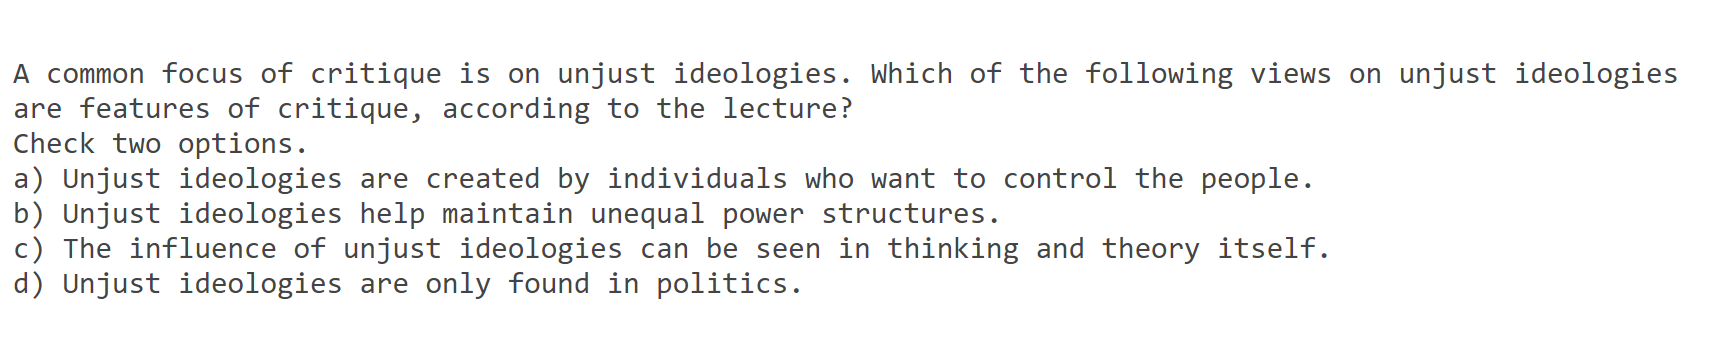 A common focus of critique is on unjust ideologies. Which of the following views on unjust ideologies
are features of critique, according to the lecture?
Check two options.
a) Unjust ideologies are created by individuals who want to control the people.
b) Unjust ideologies help maintain unequal power structures.
c) The influence of unjust ideologies can be seen in thinking and theory itself.
d) Unjust ideologies are only found in politics.